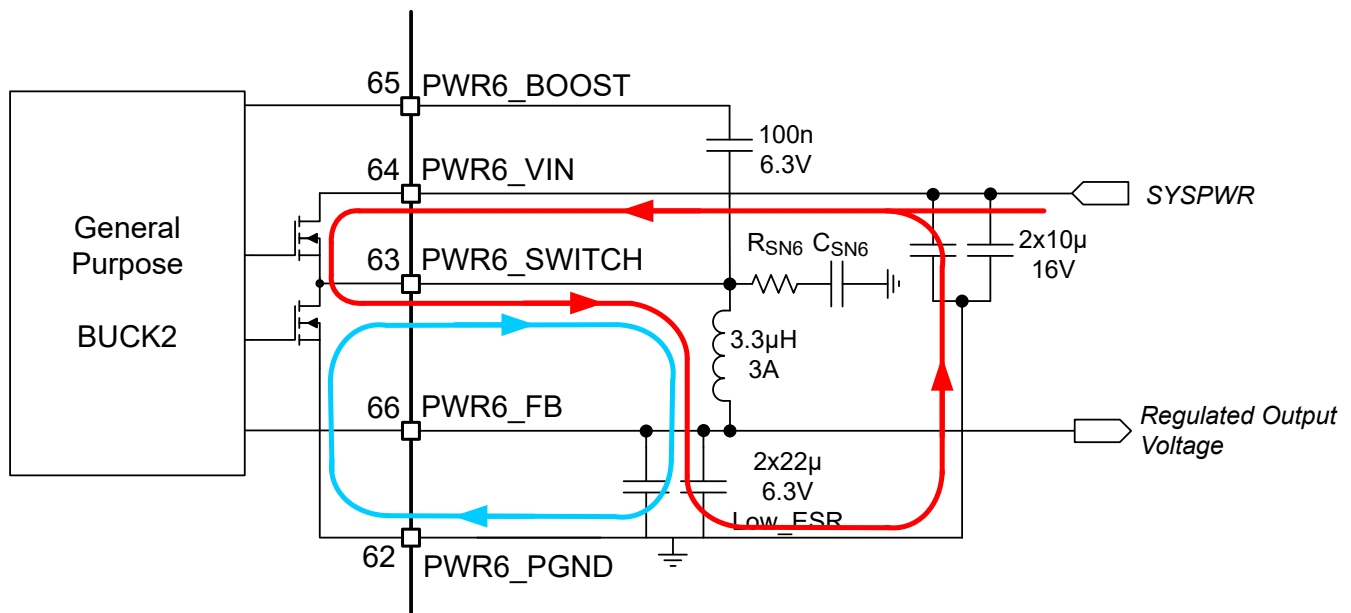 65 PWR6_BOOST
100n
6.3V
64 PWR6_VIN
SYSPWR
General
Purpose
BUCK2
63 PWR6_SWITCH
RSN6 CSN6
2x10µ
16V
3.3µH
3A
66 PWR6_FB
Regulated Output
Voltage
2x22µ
6.3V
Low_ESR
62 PWR6_PGND